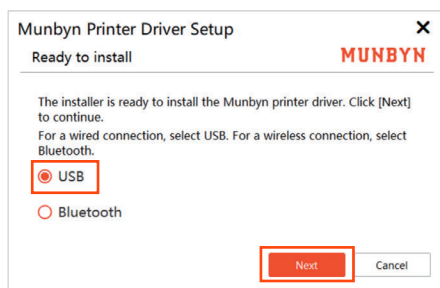 Munbyn Printer Driver Setup
Ready to install
MUNBYN
The installer is ready to install the Munbyn printer driver. Click [Next]
to continue.
For a wired connection, select USB. For a wireless connection, select
Bluetooth.
USB
Bluetooth
Next
Cancel